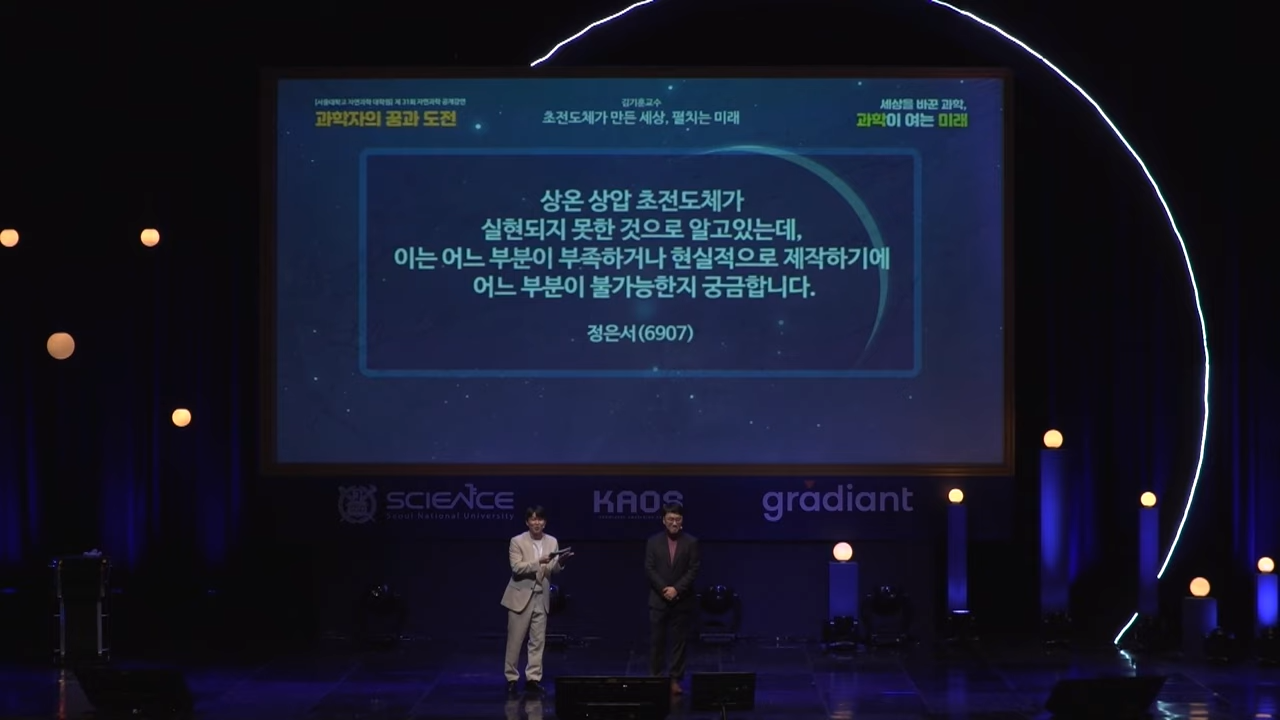 [서울대학교 자연과학 대학원] 제 31회 자연과학 공개강연
과학자의 꿈과 도전
김기훈교수
초전도체가 만든 세상, 펼치는 미래
세상을 바꾼 과학,
과학이 여는 미래
상온 상압 초전도체가
실현되지 못한 것으로 알고있는데,
이는 어느 부분이 부족하거나 현실적으로 제작하기에
어느 부분이 불가능한지 궁금합니다.
정은서(6907)
SCIENCE
Seoul National University
KAOS
gradiant